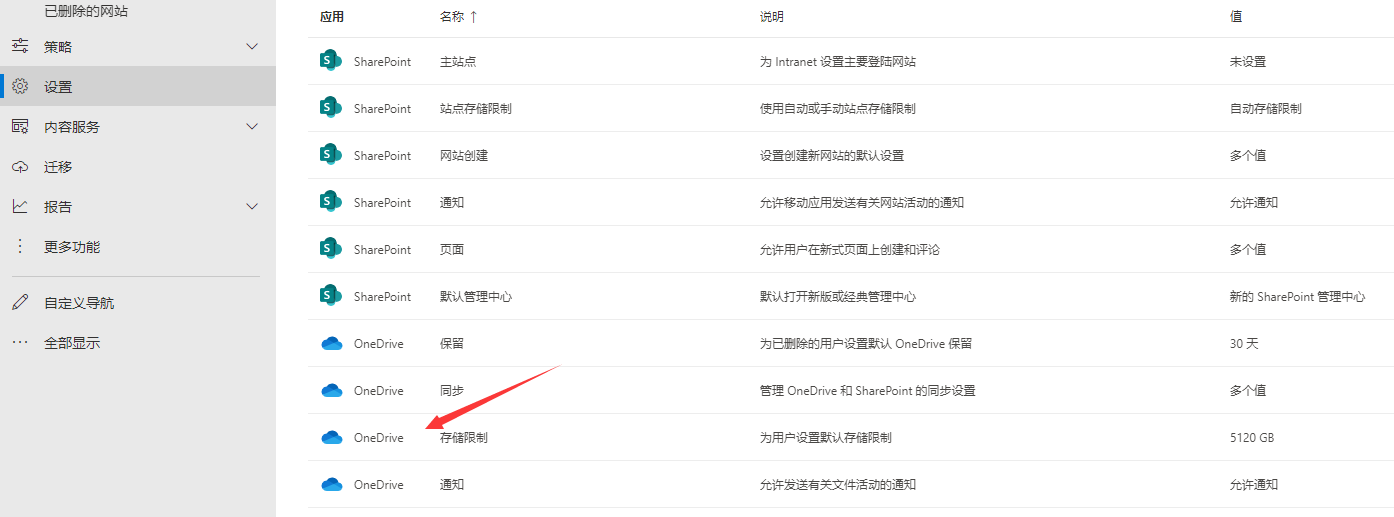 已删除的网站
策略
设置
内容服务
迁移
报告
更多功能
自定义导航
全部显示
应用 名称 ↑ 说明 值
SharePoint 主站点 为 Intranet 设置主要登陆网站 未设置
SharePoint 站点存储限制 使用自动或手动站点存储限制 自动存储限制
SharePoint 网站创建 设置创建新网站的默认设置 多个值
SharePoint 通知 允许移动应用发送有关网站活动的通知 允许通知
SharePoint 页面 允许用户在新式页面上创建和评论 多个值
SharePoint 默认管理中心 默认打开新版或经典管理中心 新的 SharePoint 管理中心
OneDrive 保留 为已删除的用户设置默认 OneDrive 保留 30 天
OneDrive 同步 管理 OneDrive 和 SharePoint 的同步设置 多个值
OneDrive 存储限制 为用户设置默认存储限制 5120 GB
OneDrive 通知 允许发送有关文件活动的通知 允许通知